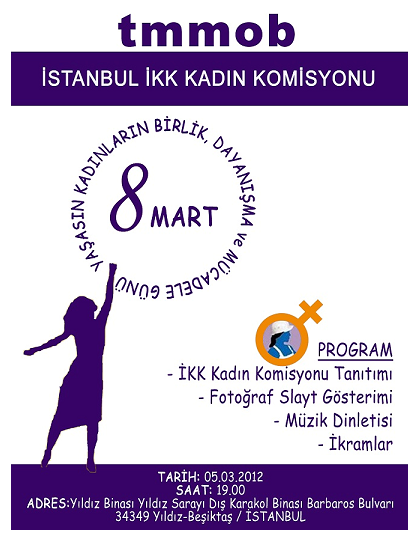 tmmob
İSTANBUL İKK KADIN KOMİSYONU
YAŞASIN KADINLARIN BİRLİK, DAYANIŞMA ve MÜCADELE GÜNÜ
8 MART
PROGRAM
- İKK Kadın Komisyonu Tanıtımı
- Fotoğraf Slayt Gösterimi
- Müzik Dinletisi
- İkramlar
TARİH: 05.03.2012
SAAT: 19.00
ADRES:Yıldız Binası Yıldız Sarayı Dış Karakol Binası Barbaros Bulvarı
34349 Yıldız-Beşiktaş / İSTANBUL